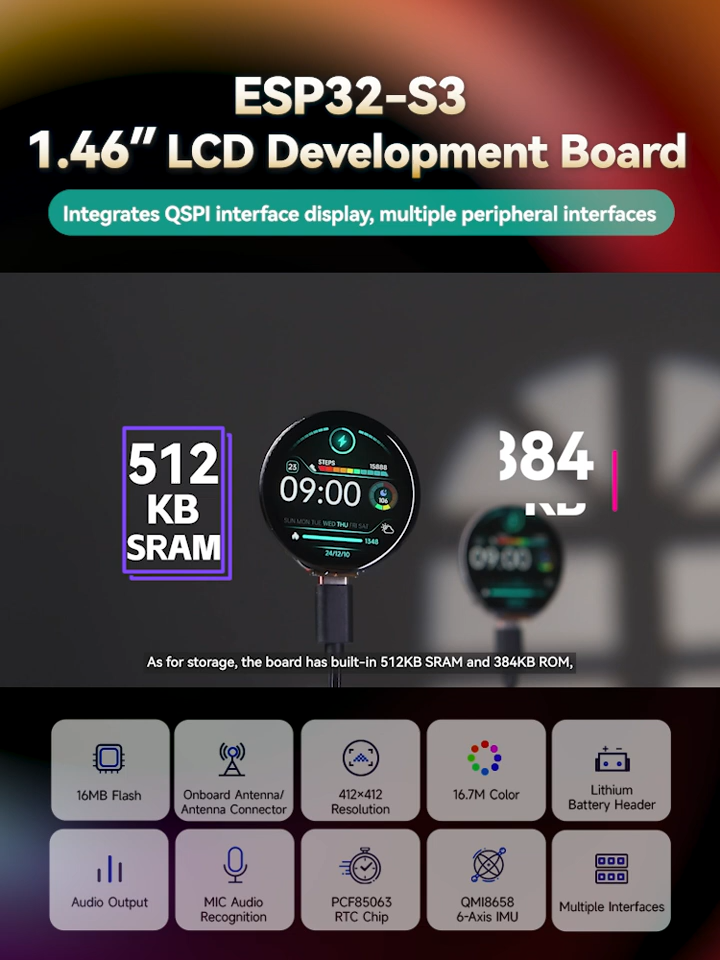 ESP32-S3
1.46” LCD Development Board
Integrates QSPI interface display, multiple peripheral interfaces
512
KB
SRAM
384
KB
23
STEPS
15888
09:00
106
SUN MON TUE WED THU FRI SAT
1348
24/12/10
09:00
As for storage, the board has built-in 512KB SRAM and 384KB ROM,
16MB Flash
Onboard Antenna/
Antenna Connector
412×412
Resolution
16.7M Color
Lithium
Battery Header
Audio Output
MIC Audio
Recognition
PCF85063
RTC Chip
QMI8658
6-Axis IMU
Multiple Interfaces